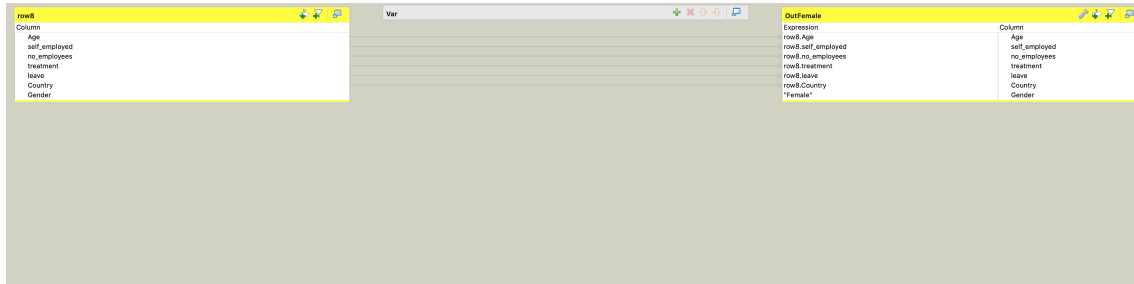 row8
Column
Age
self_employed
no_employees
treatment
leave
Country
Gender
Var
OutFemale
Expression Column
row8.Age Age
row8.self_employed self_employed
row8.no_employees no_employees
row8.treatment treatment
row8.leave leave
row8.Country Country
"Female" Gender